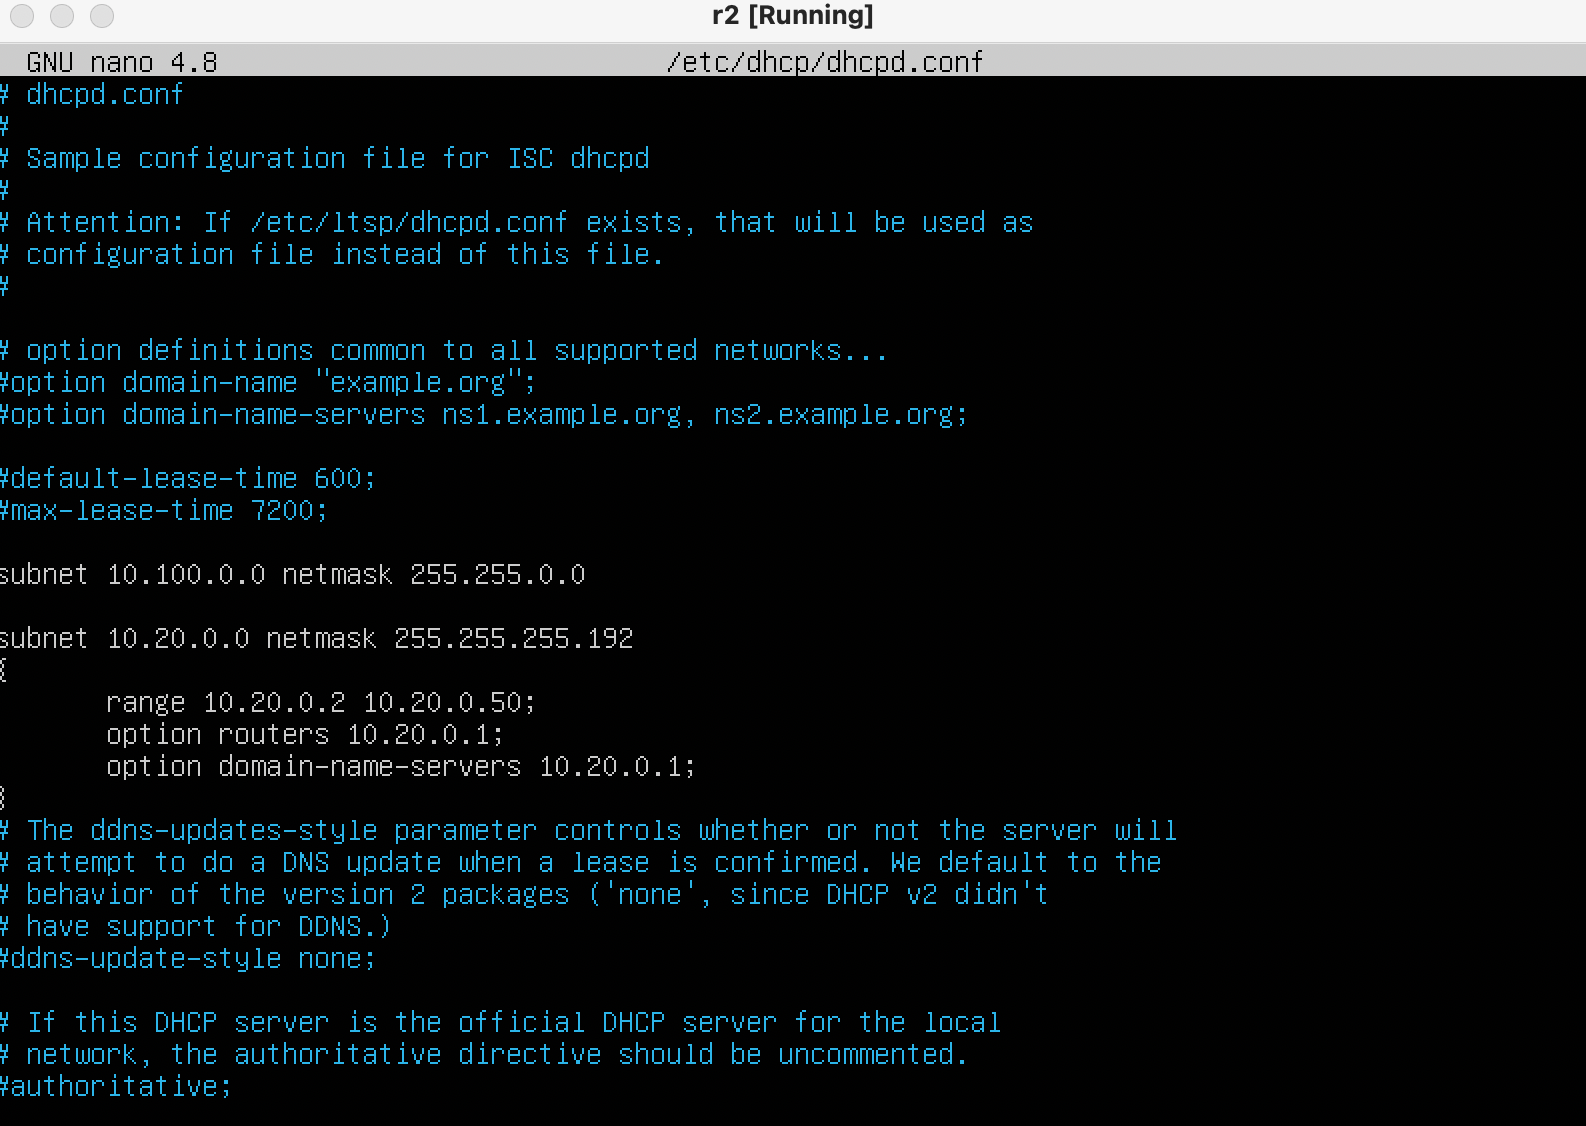 r2 [Running]
GNU nano 4.8 /etc/dhcp/dhcpd.conf
# dhcpd.conf
#
# Sample configuration file for ISC dhcpd
#
# Attention: If /etc/ltsp/dhcpd.conf exists, that will be used as
# configuration file instead of this file.
#
# option definitions common to all supported networks...
#option domain-name "example.org";
#option domain-name-servers ns1.example.org, ns2.example.org;
#default-lease-time 600;
#max-lease-time 7200;
subnet 10.100.0.0 netmask 255.255.0.0
subnet 10.20.0.0 netmask 255.255.255.192
{
range 10.20.0.2 10.20.0.50;
option routers 10.20.0.1;
option domain-name-servers 10.20.0.1;
}
# The ddns-updates-style parameter controls whether or not the server will
# attempt to do a DNS update when a lease is confirmed. We default to the
# behavior of the version 2 packages ('none', since DHCP v2 didn't
# have support for DDNS.)
#ddns-update-style none;
# If this DHCP server is the official DHCP server for the local
# network, the authoritative directive should be uncommented.
#authoritative;